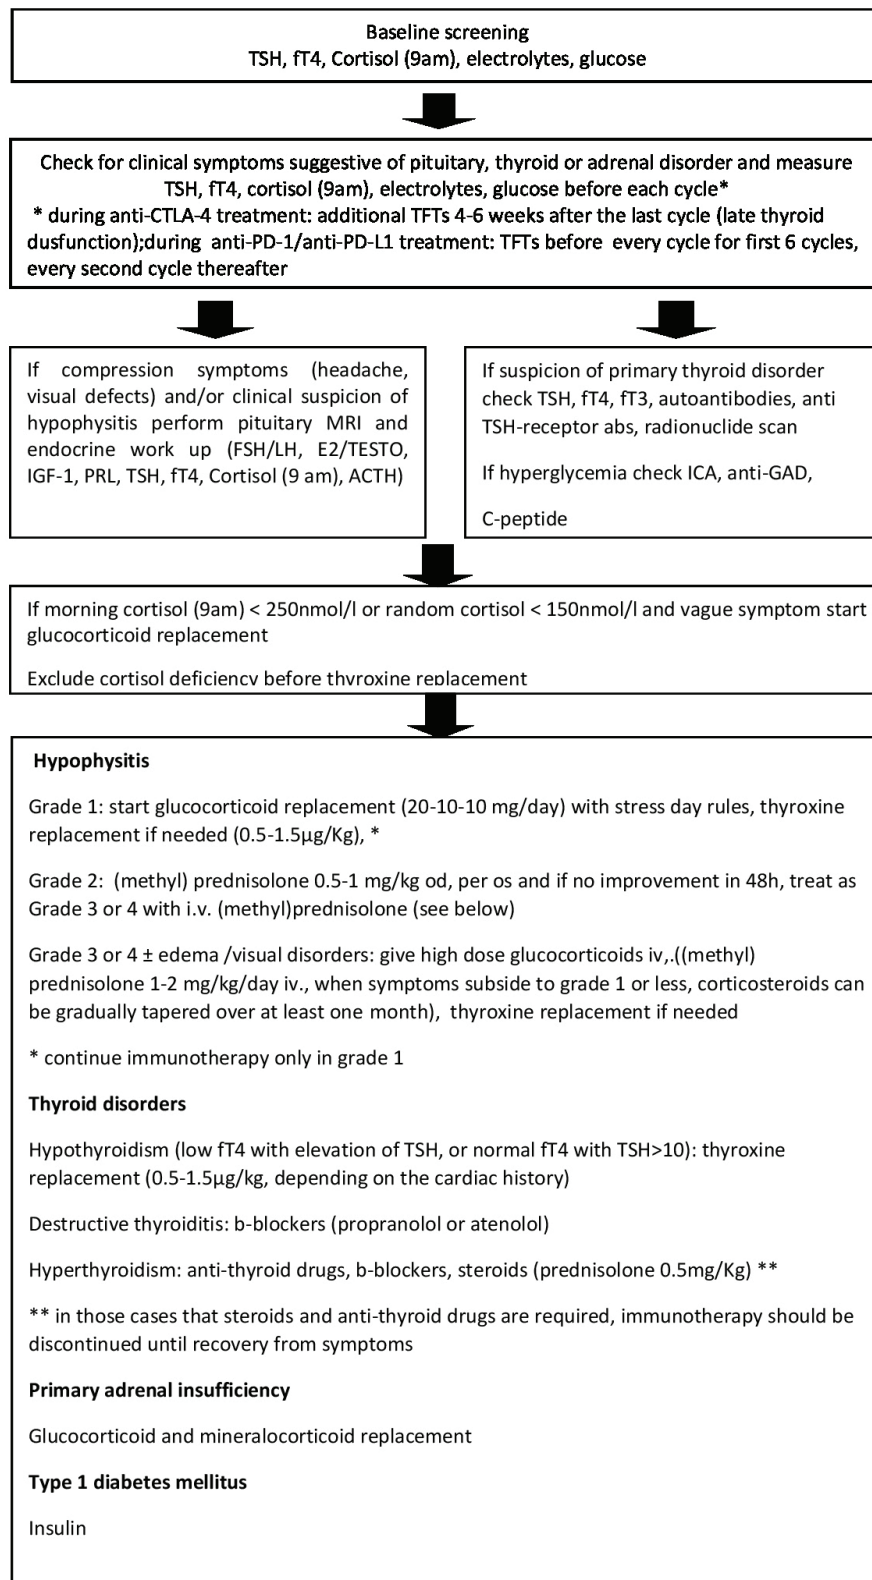 Baseline screening
TSH, fT4, Cortisol (9am), electrolytes, glucose
Check for clinical symptoms suggestive of pituitary, thyroid or adrenal disorder and measure
TSH, fT4, cortisol (9am), electrolytes, glucose before each cycle*
* during anti-CTLA-4 treatment: additional TFTs 4-6 weeks after the last cycle (late thyroid
dusfunction);during anti-PD-1/anti-PD-L1 treatment: TFTs before every cycle for first 6 cycles,
every second cycle thereafter
If compression symptoms (headache,
visual defects) and/or clinical suspicion of
hypophysitis perform pituitary MRI and
endocrine work up (FSH/LH, E2/TESTO,
IGF-1, PRL, TSH, fT4, Cortisol (9 am), ACTH)
If suspicion of primary thyroid disorder
check TSH, fT4, fT3, autoantibodies, anti
TSH-receptor abs, radionuclide scan
If hyperglycemia check ICA, anti-GAD,
C-peptide
If morning cortisol (9am) < 250nmol/l or random cortisol < 150nmol/l and vague symptom start
glucocorticoid replacement
Exclude cortisol deficiency before thyroxine replacement
Hypophysitis
Grade 1: start glucocorticoid replacement (20-10-10 mg/day) with stress day rules, thyroxine
replacement if needed (0.5-1.5µg/Kg), *
Grade 2: (methyl) prednisolone 0.5-1 mg/kg od, per os and if no improvement in 48h, treat as
Grade 3 or 4 with i.v. (methyl)prednisolone (see below)
Grade 3 or 4 ± edema /visual disorders: give high dose glucocorticoids iv,.((methyl)
prednisolone 1-2 mg/kg/day iv., when symptoms subside to grade 1 or less, corticosteroids can
be gradually tapered over at least one month), thyroxine replacement if needed
* continue immunotherapy only in grade 1
Thyroid disorders
Hypothyroidism (low fT4 with elevation of TSH, or normal fT4 with TSH>10): thyroxine
replacement (0.5-1.5µg/kg, depending on the cardiac history)
Destructive thyroiditis: b-blockers (propranolol or atenolol)
Hyperthyroidism: anti-thyroid drugs, b-blockers, steroids (prednisolone 0.5mg/Kg) **
** in those cases that steroids and anti-thyroid drugs are required, immunotherapy should be
discontinued until recovery from symptoms
Primary adrenal insufficiency
Glucocorticoid and mineralocorticoid replacement
Type 1 diabetes mellitus
Insulin